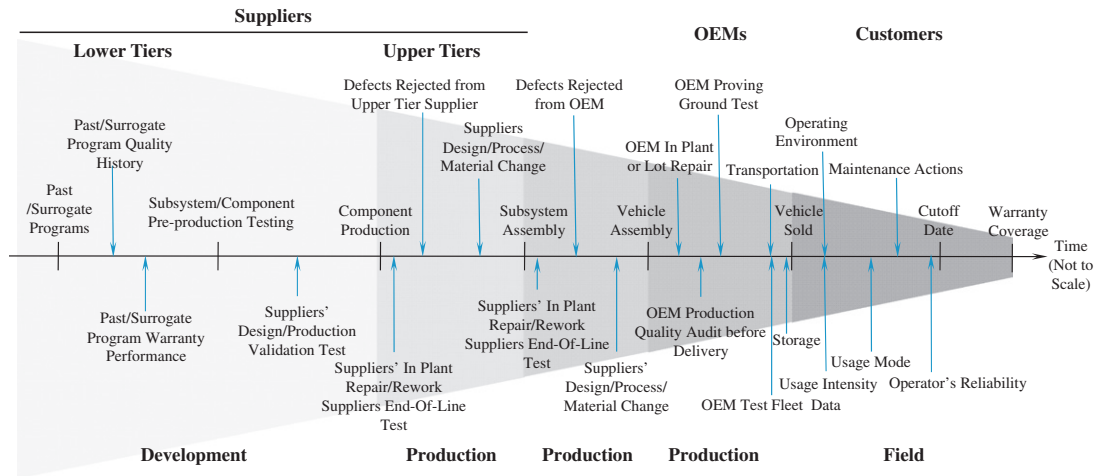 Suppliers
Lower Tiers
Upper Tiers
OEMs
Customers
Defects Rejected from
Upper Tier Supplier
Defects Rejected
from OEM
OEM Proving
Ground Test
Past/Surrogate
Program Quality
History
Suppliers
Design/Process/
Material Change
OEM In Plant
or Lot Repair
Operating
Environment
Transportation
Maintenance Actions
Past
/Surrogate
Programs
Subsystem/Component
Pre-production Testing
Component
Production
Subsystem
Assembly
Vehicle
Assembly
Vehicle
Sold
Cutoff
Date
Warranty
Coverage
Time
(Not to
Scale)
Past/Surrogate
Program Warranty
Performance
Suppliers'
Design/Production
Validation Test
Suppliers' In Plant
Repair/Rework
Suppliers End-Of-Line
Test
Suppliers' In Plant
Repair/Rework
Suppliers End-Of-Line
Test
Suppliers'
Design/Process/
Material Change
OEM Production
Quality Audit before
Delivery
Storage
Usage Mode
Usage Intensity
Operator's Reliability
OEM Test Fleet Data
Development
Production
Production
Production
Field